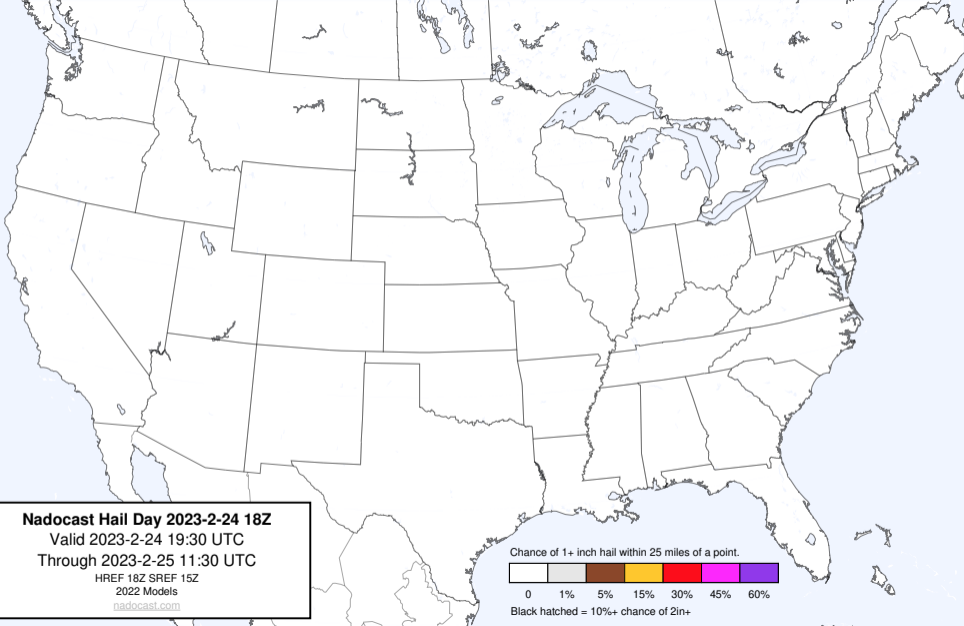 Nadocast Hail Day 2023-2-24 18Z
Valid 2023-2-24 19:30 UTC
Through 2023-2-25 11:30 UTC
HREF 18Z SREF 15Z
2022 Models
nadocast.com
Chance of 1+ inch hail within 25 miles of a point.
0 1% 5% 15% 30% 45% 60%
Black hatched = 10%+ chance of 2in+